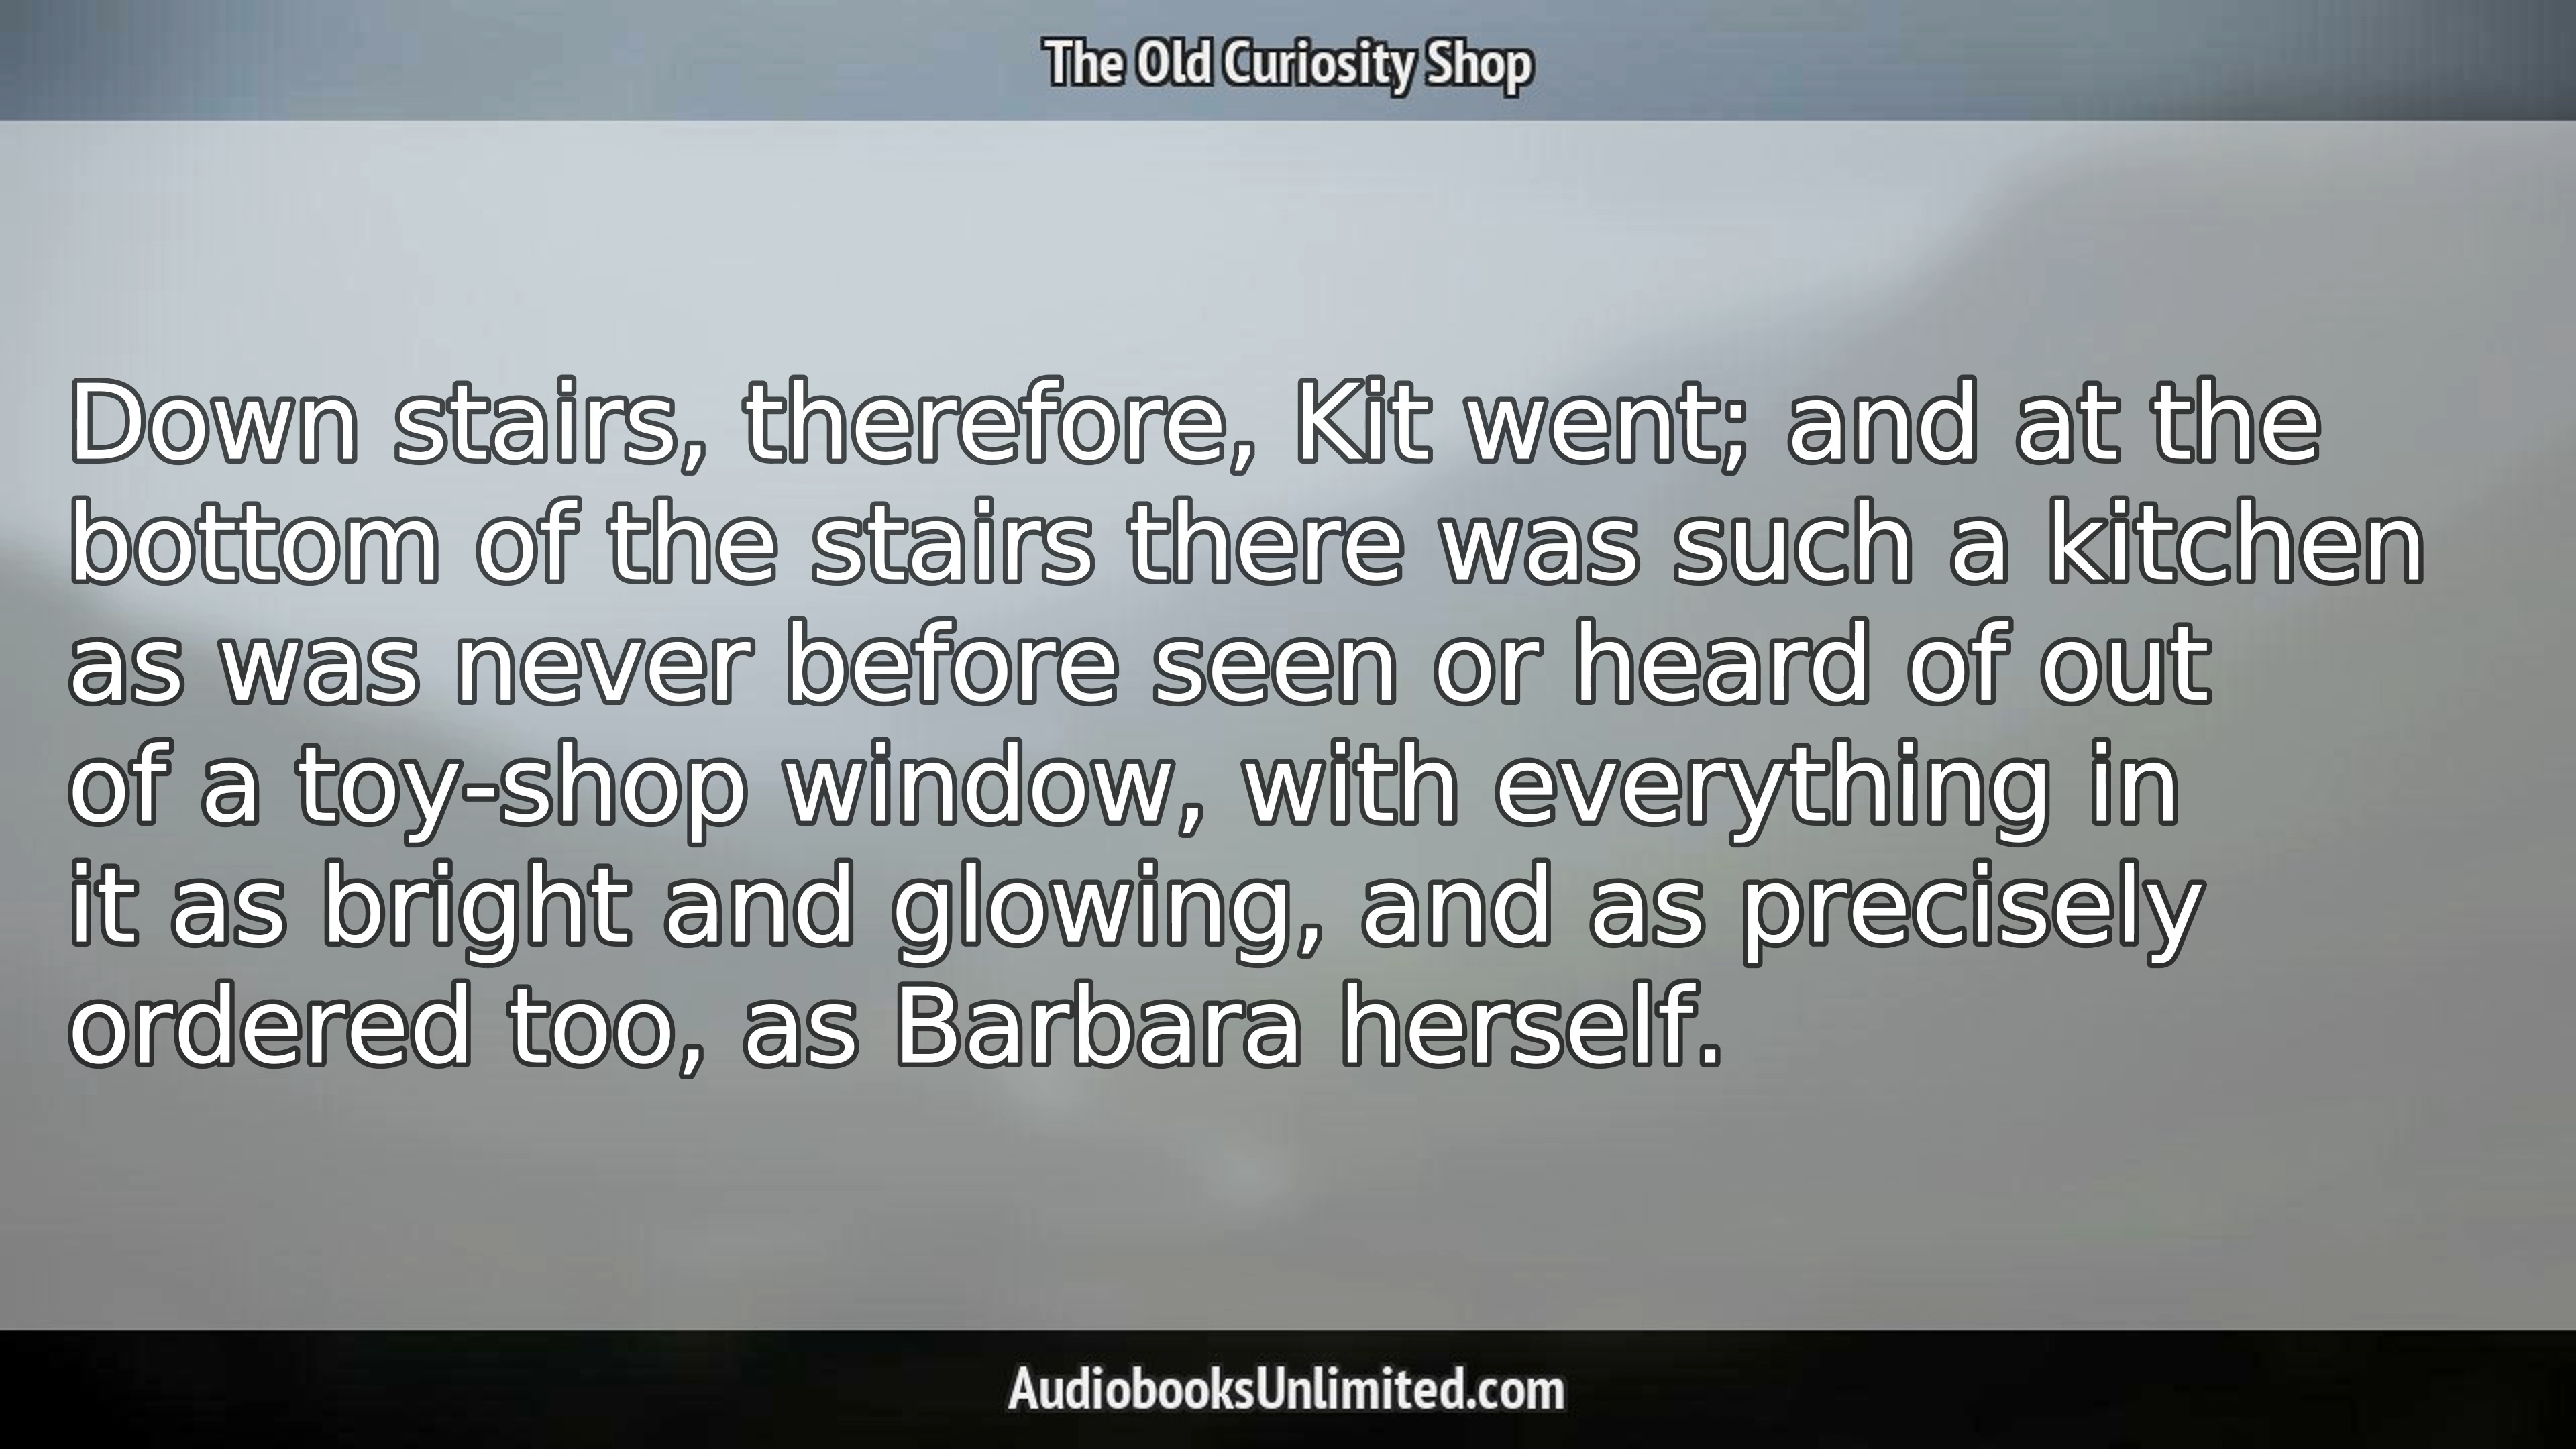 The Old Curiosity Shop
Down stairs, therefore, Kit went; and at the
bottom of the stairs there was such a kitchen
as was never before seen or heard of out
of a toy-shop window, with everything in
it as bright and glowing, and as precisely
ordered too, as Barbara herself.
AudiobooksUnlimited.com